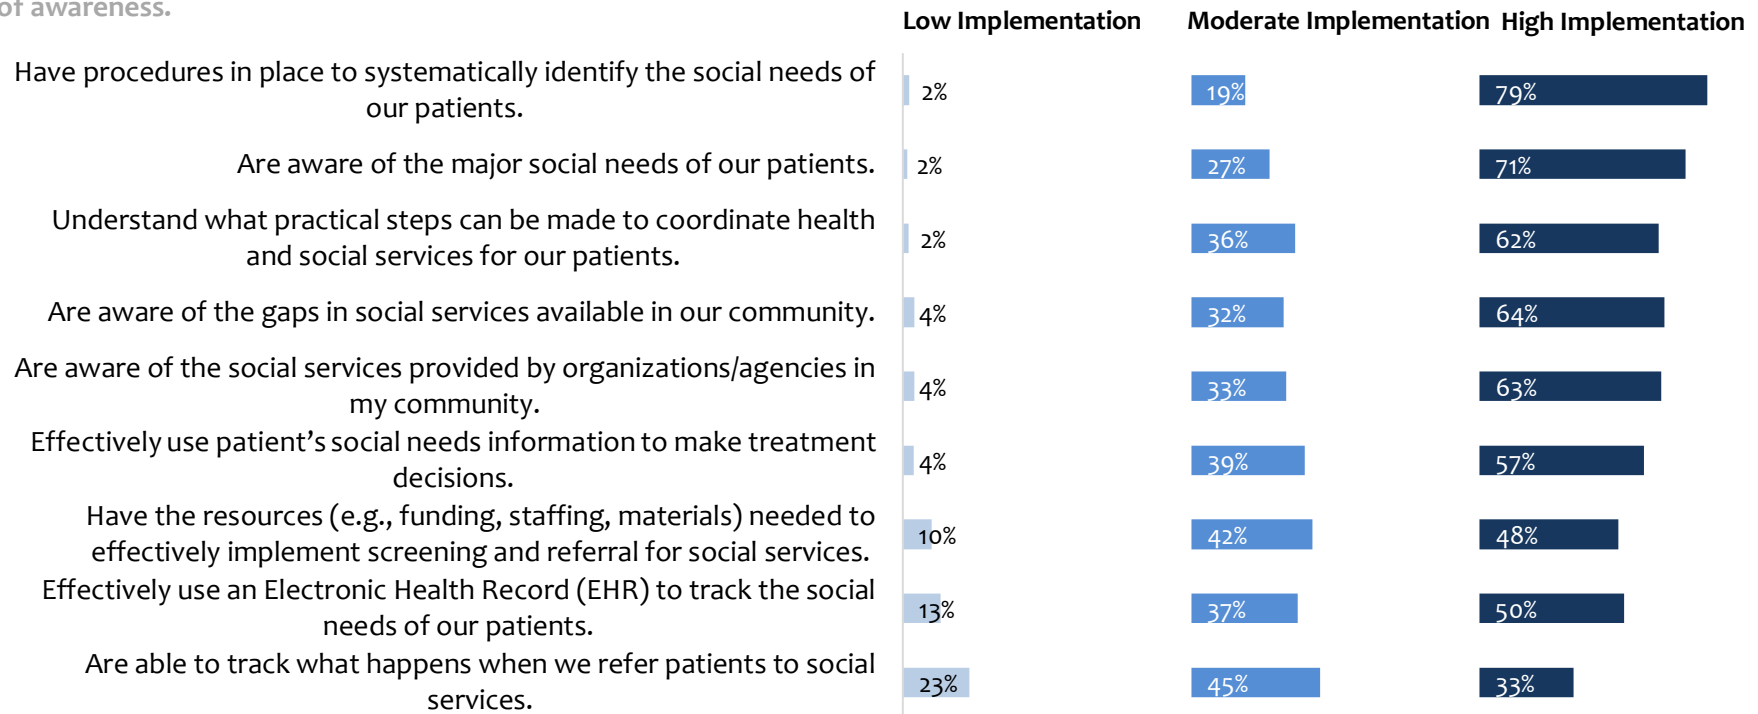 of awareness.
Low Implementation Moderate Implementation High Implementation
Have procedures in place to systematically identify the social needs of
our patients.
2% 19% 79%
Are aware of the major social needs of our patients.
2% 27% 71%
Understand what practical steps can be made to coordinate health
and social services for our patients.
2% 36% 62%
Are aware of the gaps in social services available in our community.
4% 32% 64%
Are aware of the social services provided by organizations/agencies in
my community.
4% 33% 63%
Effectively use patient’s social needs information to make treatment
decisions.
4% 39% 57%
Have the resources (e.g., funding, staffing, materials) needed to
effectively implement screening and referral for social services.
10% 42% 48%
Effectively use an Electronic Health Record (EHR) to track the social
needs of our patients.
13% 37% 50%
Are able to track what happens when we refer patients to social
services.
23% 45% 33%